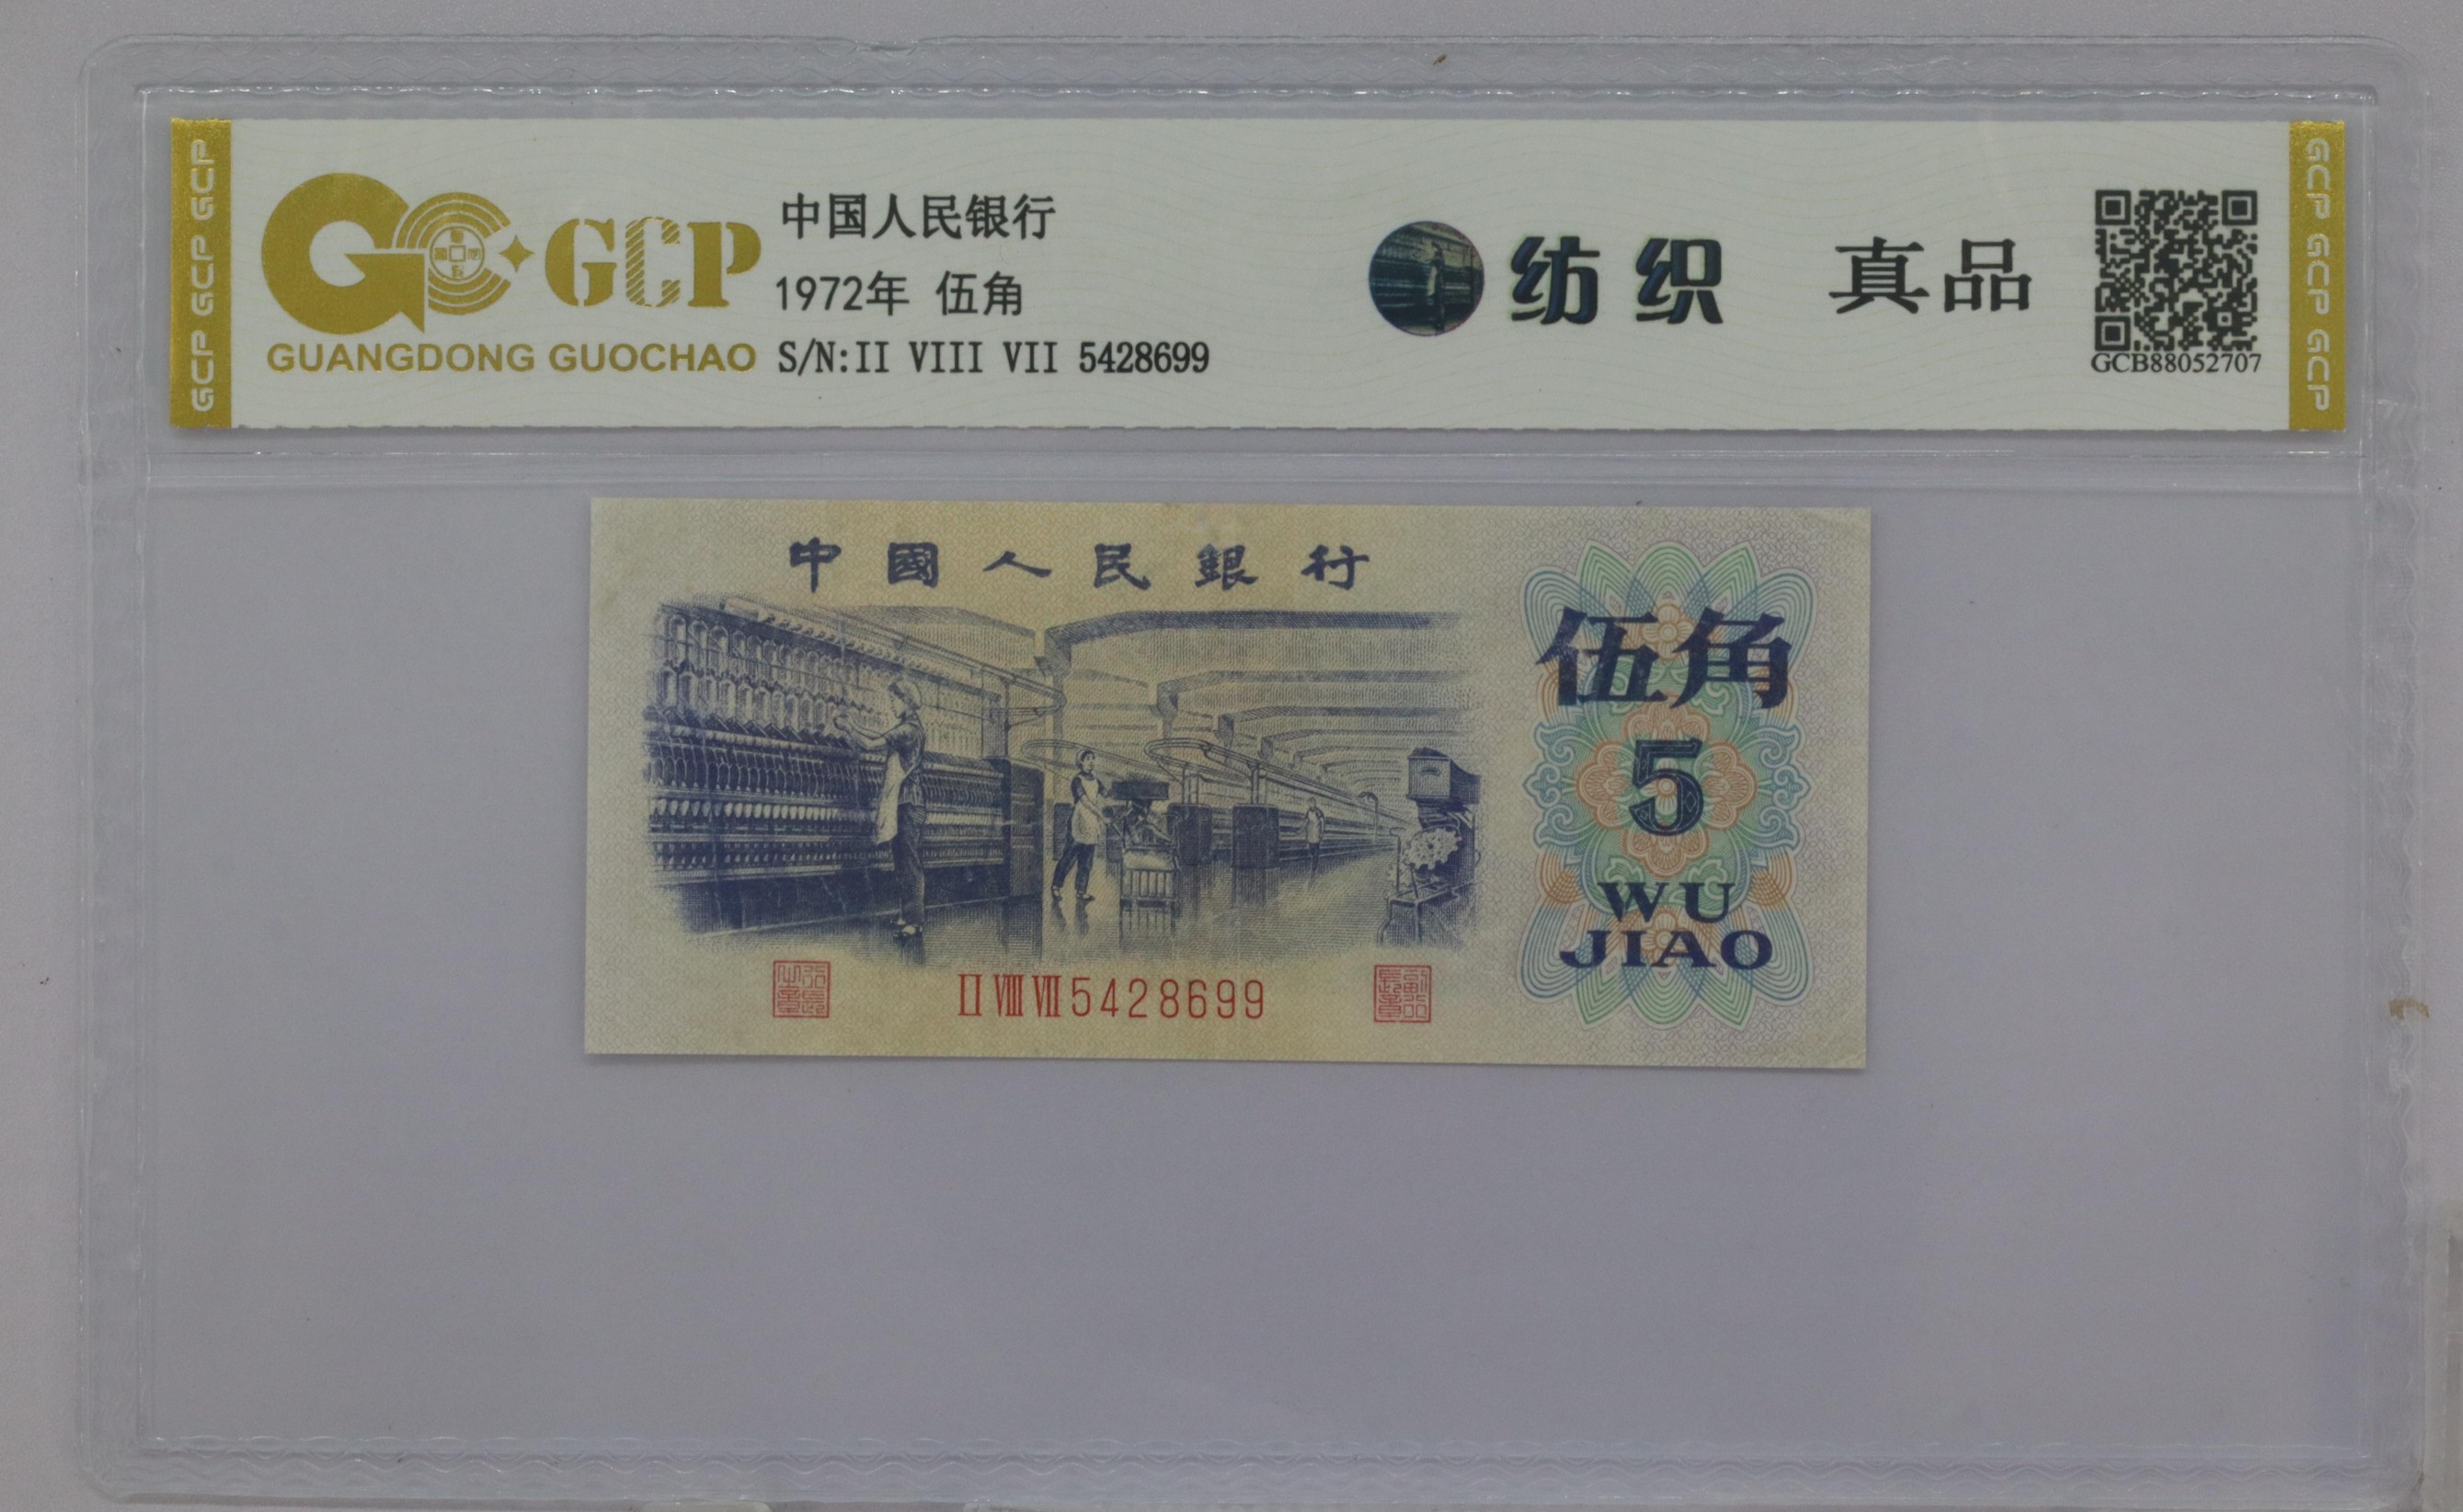 GCP GCP GCP
GCP
GUANGDONG GUOCHAO
中国人民银行
1972年 伍角
S/N:II VIII VII 5428699
纺织 真品
GCB88052707
GCP GCP GCP
中國人民銀行
伍角
5
WU
JIAO
II VIII VII 5428699